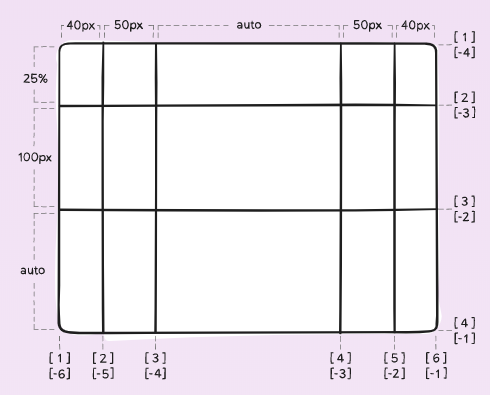 40px 50px auto 50px 40px
[1]
[-4]
25%
[2]
[-3]
100px
[3]
[-2]
auto
[4]
[-1]
[1] [2] [3] [4] [5] [6]
[-6] [-5] [-4] [-3] [-2] [-1]